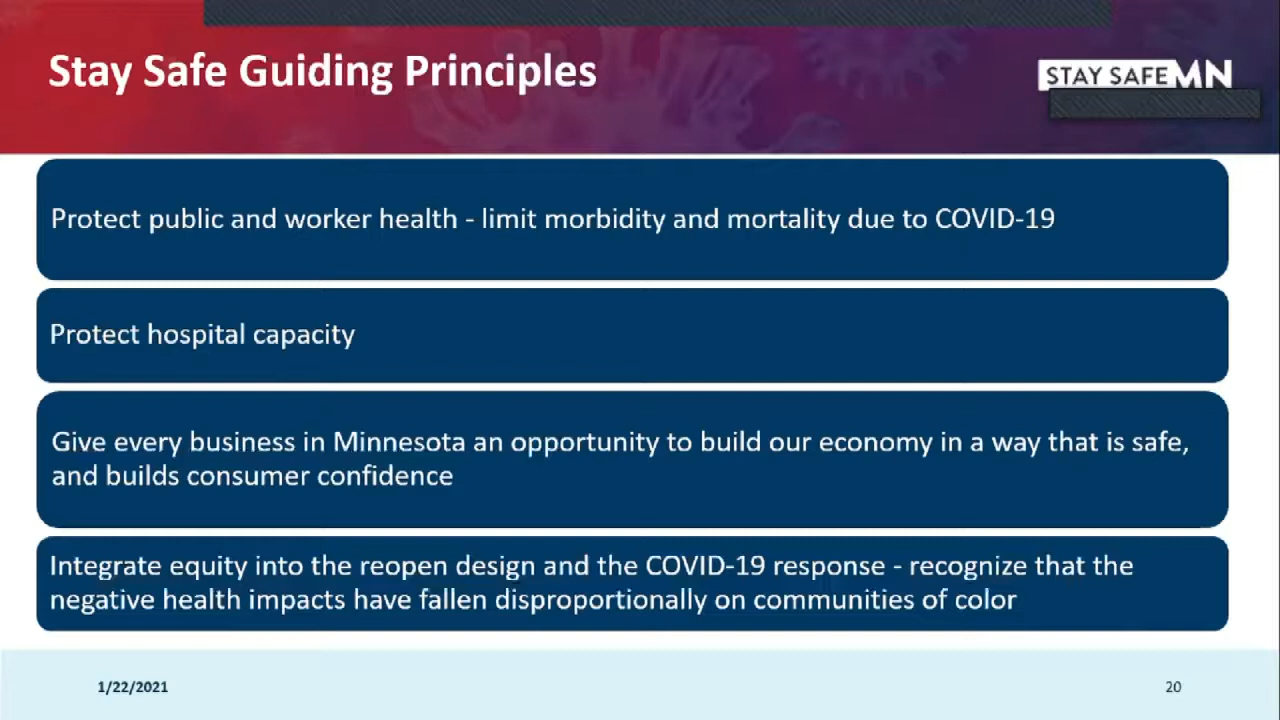 Stay Safe Guiding Principles
STAY SAFE MN
Protect public and worker health - limit morbidity and mortality due to COVID-19
Protect hospital capacity
Give every business in Minnesota an opportunity to build our economy in a way that is safe,
and builds consumer confidence
Integrate equity into the reopen design and the COVID-19 response - recognize that the
negative health impacts have fallen disproportionally on communities of color
1/22/2021
20